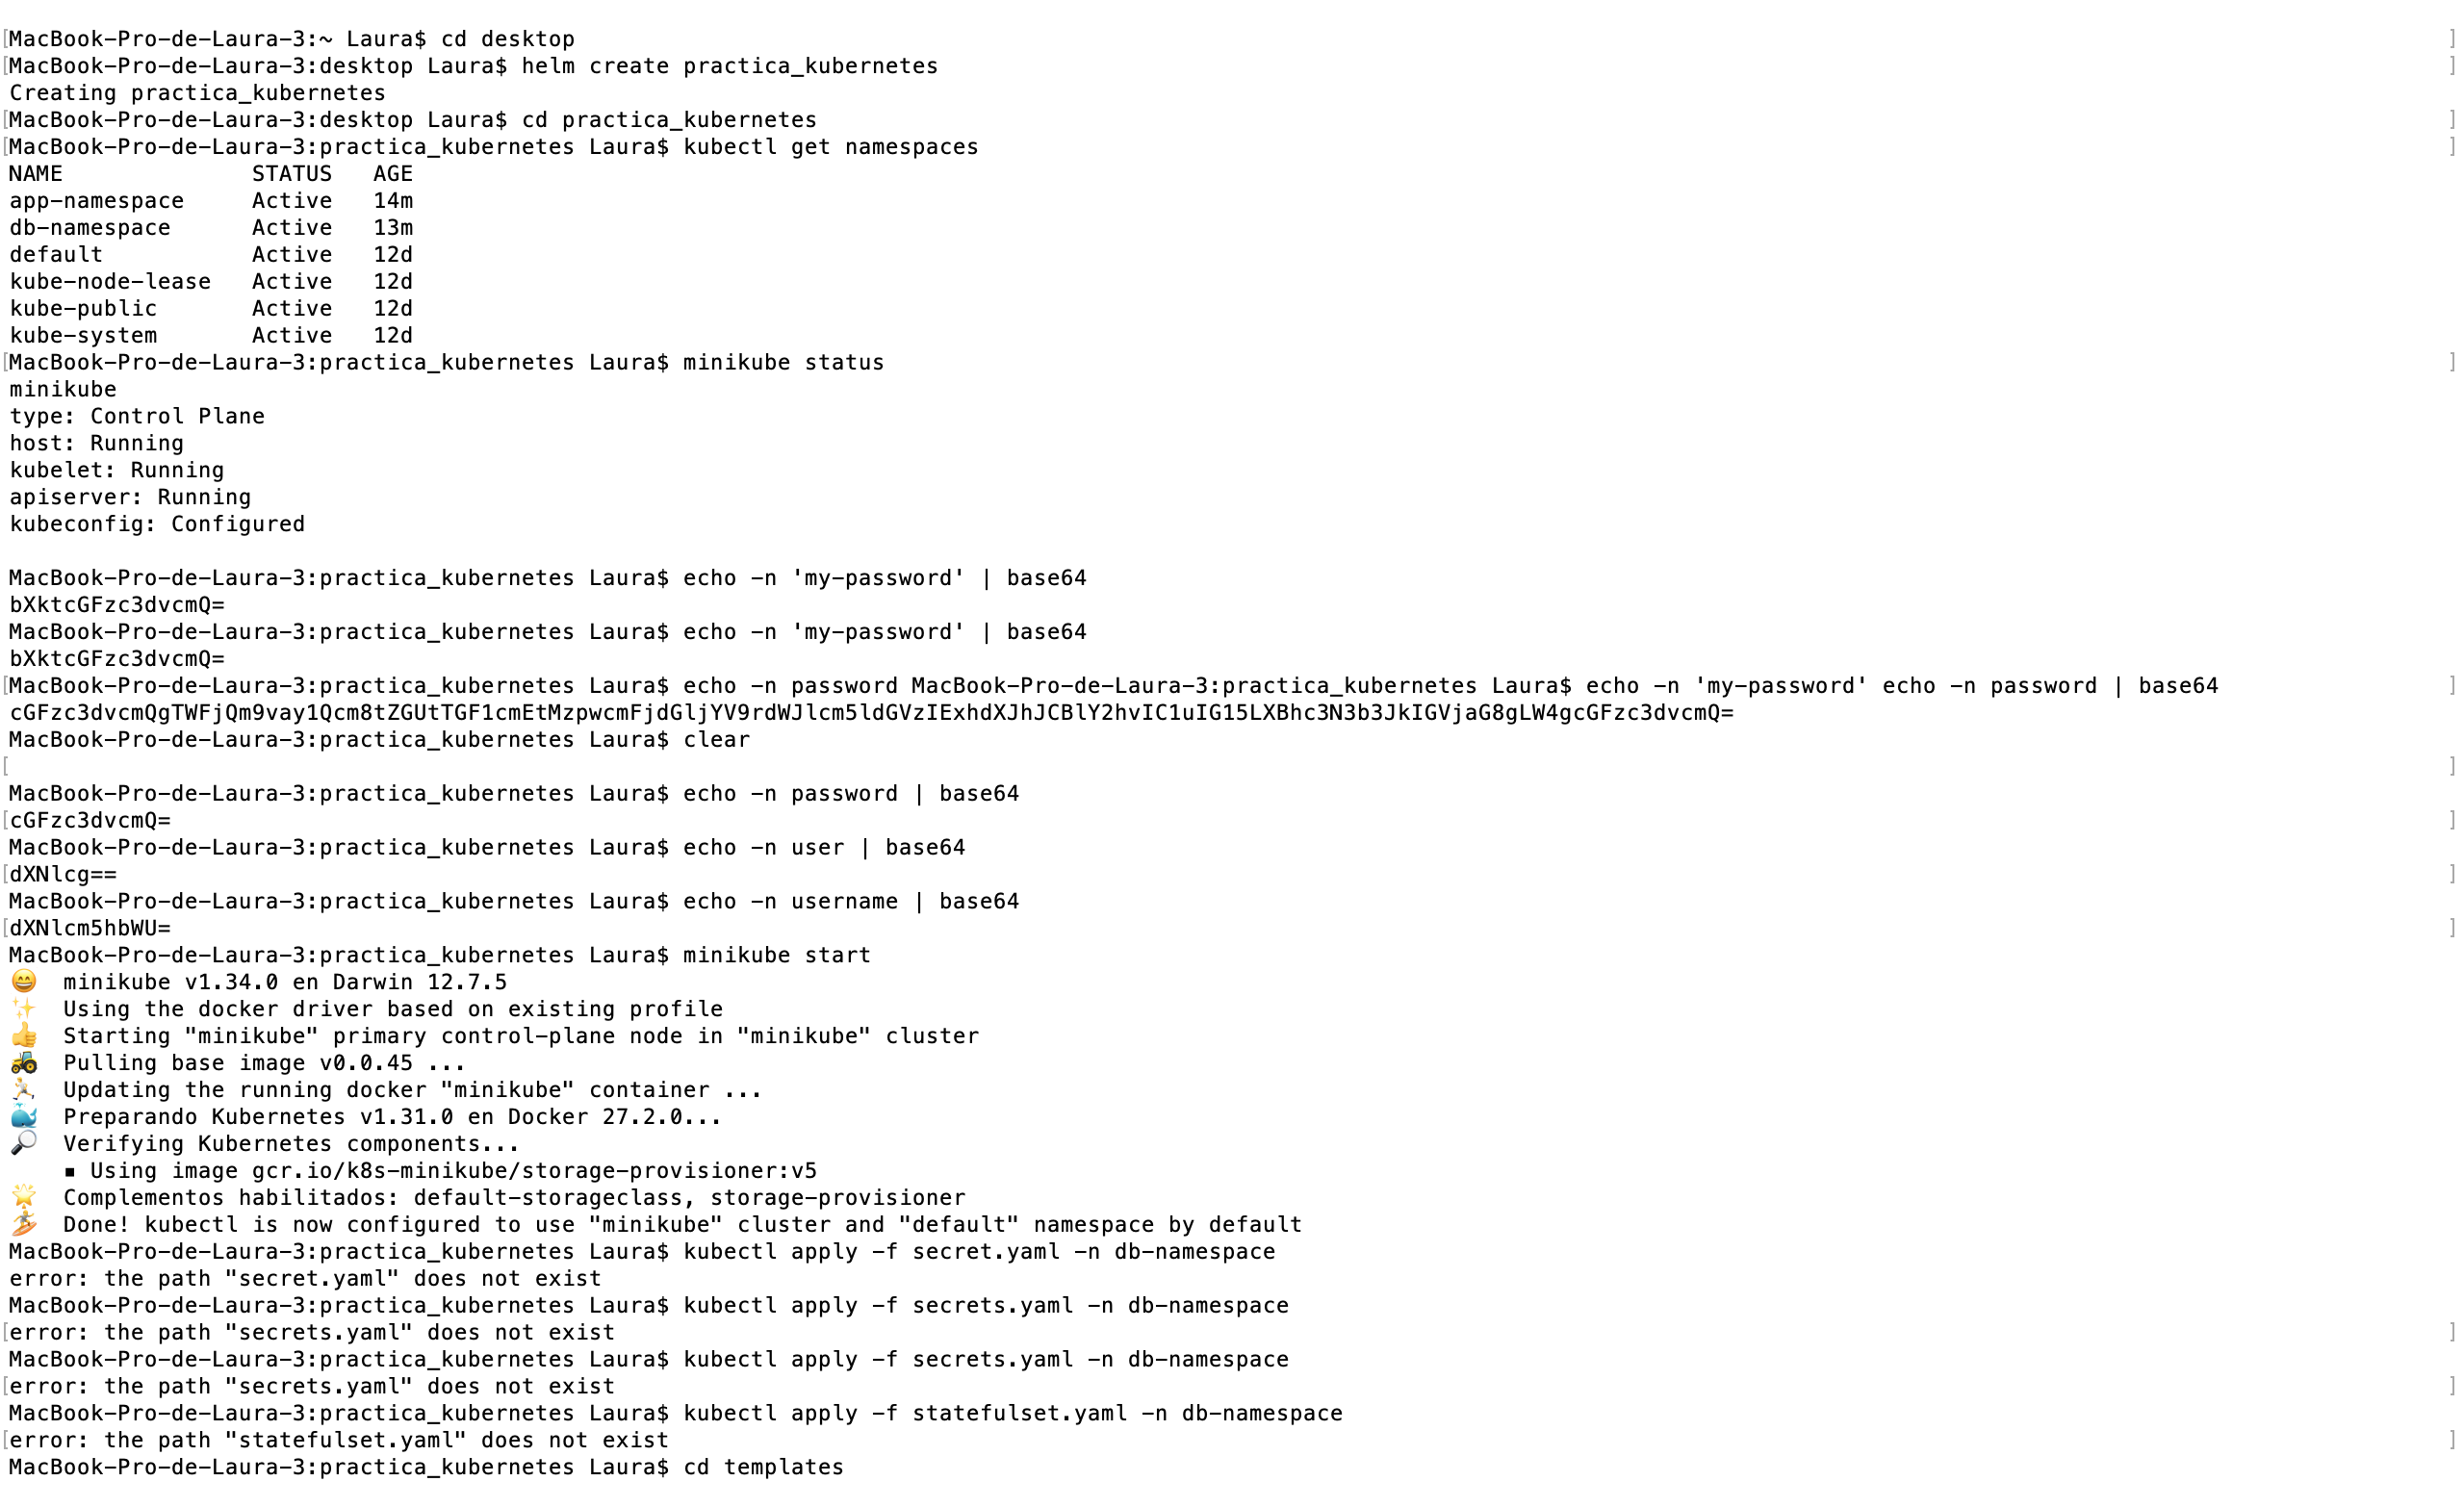 MacBook-Pro-de-Laura-3:~ Laura$ cd desktop
MacBook-Pro-de-Laura-3:desktop Laura$ helm create practica_kubernetes
Creating practica_kubernetes
MacBook-Pro-de-Laura-3:desktop Laura$ cd practica_kubernetes
MacBook-Pro-de-Laura-3:practica_kubernetes Laura$ kubectl get namespaces
NAME              STATUS   AGE
app-namespace     Active   14m
db-namespace      Active   13m
default           Active   12d
kube-node-lease   Active   12d
kube-public       Active   12d
kube-system       Active   12d
MacBook-Pro-de-Laura-3:practica_kubernetes Laura$ minikube status
minikube
type: Control Plane
host: Running
kubelet: Running
apiserver: Running
kubeconfig: Configured
MacBook-Pro-de-Laura-3:practica_kubernetes Laura$ echo -n 'my-password' | base64
bXktcGFzc3dvcmQ=
MacBook-Pro-de-Laura-3:practica_kubernetes Laura$ echo -n 'my-password' | base64
bXktcGFzc3dvcmQ=
MacBook-Pro-de-Laura-3:practica_kubernetes Laura$ echo -n password MacBook-Pro-de-Laura-3:practica_kubernetes Laura$ echo -n 'my-password' echo -n password | base64
cGFzc3dvcmQgTWFjQm9vay1Qcm8tZGUtTGF1cmEtMzpwcmFjdGljYV9rdWJlcm5ldGVzIExhdXJhJCBlY2hvIC1uIG15LXBhc3N3b3JkIGVjaG8gLW4gcGFzc3dvcmQ=
MacBook-Pro-de-Laura-3:practica_kubernetes Laura$ clear
MacBook-Pro-de-Laura-3:practica_kubernetes Laura$ echo -n password | base64
cGFzc3dvcmQ=
MacBook-Pro-de-Laura-3:practica_kubernetes Laura$ echo -n user | base64
dXNlcg==
MacBook-Pro-de-Laura-3:practica_kubernetes Laura$ echo -n username | base64
dXNlcm5hbWU=
MacBook-Pro-de-Laura-3:practica_kubernetes Laura$ minikube start
😄  minikube v1.34.0 en Darwin 12.7.5
✨  Using the docker driver based on existing profile
👍  Starting "minikube" primary control-plane node in "minikube" cluster
🚜  Pulling base image v0.0.45 ...
🏃  Updating the running docker "minikube" container ...
🐳  Preparando Kubernetes v1.31.0 en Docker 27.2.0...
🔎  Verifying Kubernetes components...
▪ Using image gcr.io/k8s-minikube/storage-provisioner:v5
🌟  Complementos habilitados: default-storageclass, storage-provisioner
🏄  Done! kubectl is now configured to use "minikube" cluster and "default" namespace by default
MacBook-Pro-de-Laura-3:practica_kubernetes Laura$ kubectl apply -f secret.yaml -n db-namespace
error: the path "secret.yaml" does not exist
MacBook-Pro-de-Laura-3:practica_kubernetes Laura$ kubectl apply -f secrets.yaml -n db-namespace
error: the path "secrets.yaml" does not exist
MacBook-Pro-de-Laura-3:practica_kubernetes Laura$ kubectl apply -f secrets.yaml -n db-namespace
error: the path "secrets.yaml" does not exist
MacBook-Pro-de-Laura-3:practica_kubernetes Laura$ kubectl apply -f statefulset.yaml -n db-namespace
error: the path "statefulset.yaml" does not exist
MacBook-Pro-de-Laura-3:practica_kubernetes Laura$ cd templates